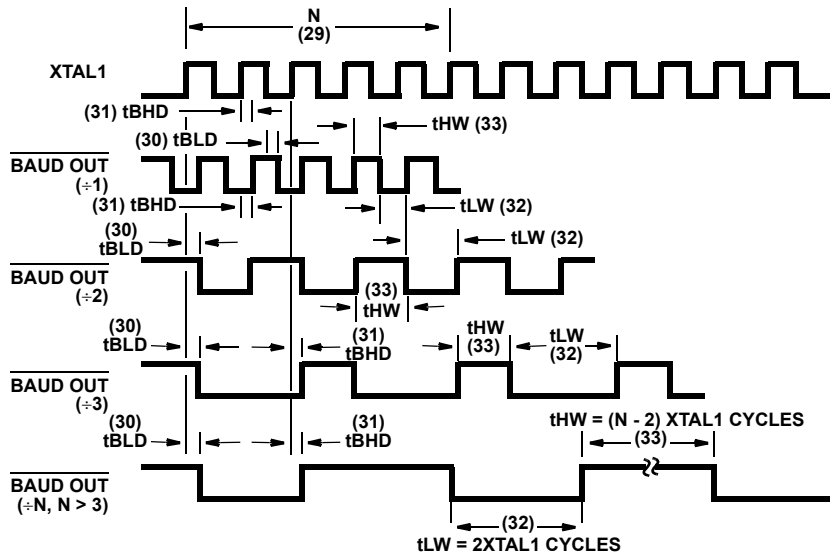 N
(29)
XTAL1
(31) tBHD
tHW (33)
(30) tBLD
BAUD OUT
(÷1)
(31) tBHD
tLW (32)
(30)
tBLD
tLW (32)
BAUD OUT
(÷2)
(33)
tHW
(30)
tBLD
(31)
tBHD
tHW
(33)
tLW
(32)
BAUD OUT
(÷3)
(30)
tBLD
(31)
tBHD
tHW = (N - 2) XTAL1 CYCLES
(33)
BAUD OUT
(÷N, N > 3)
(32)
tLW = 2XTAL1 CYCLES